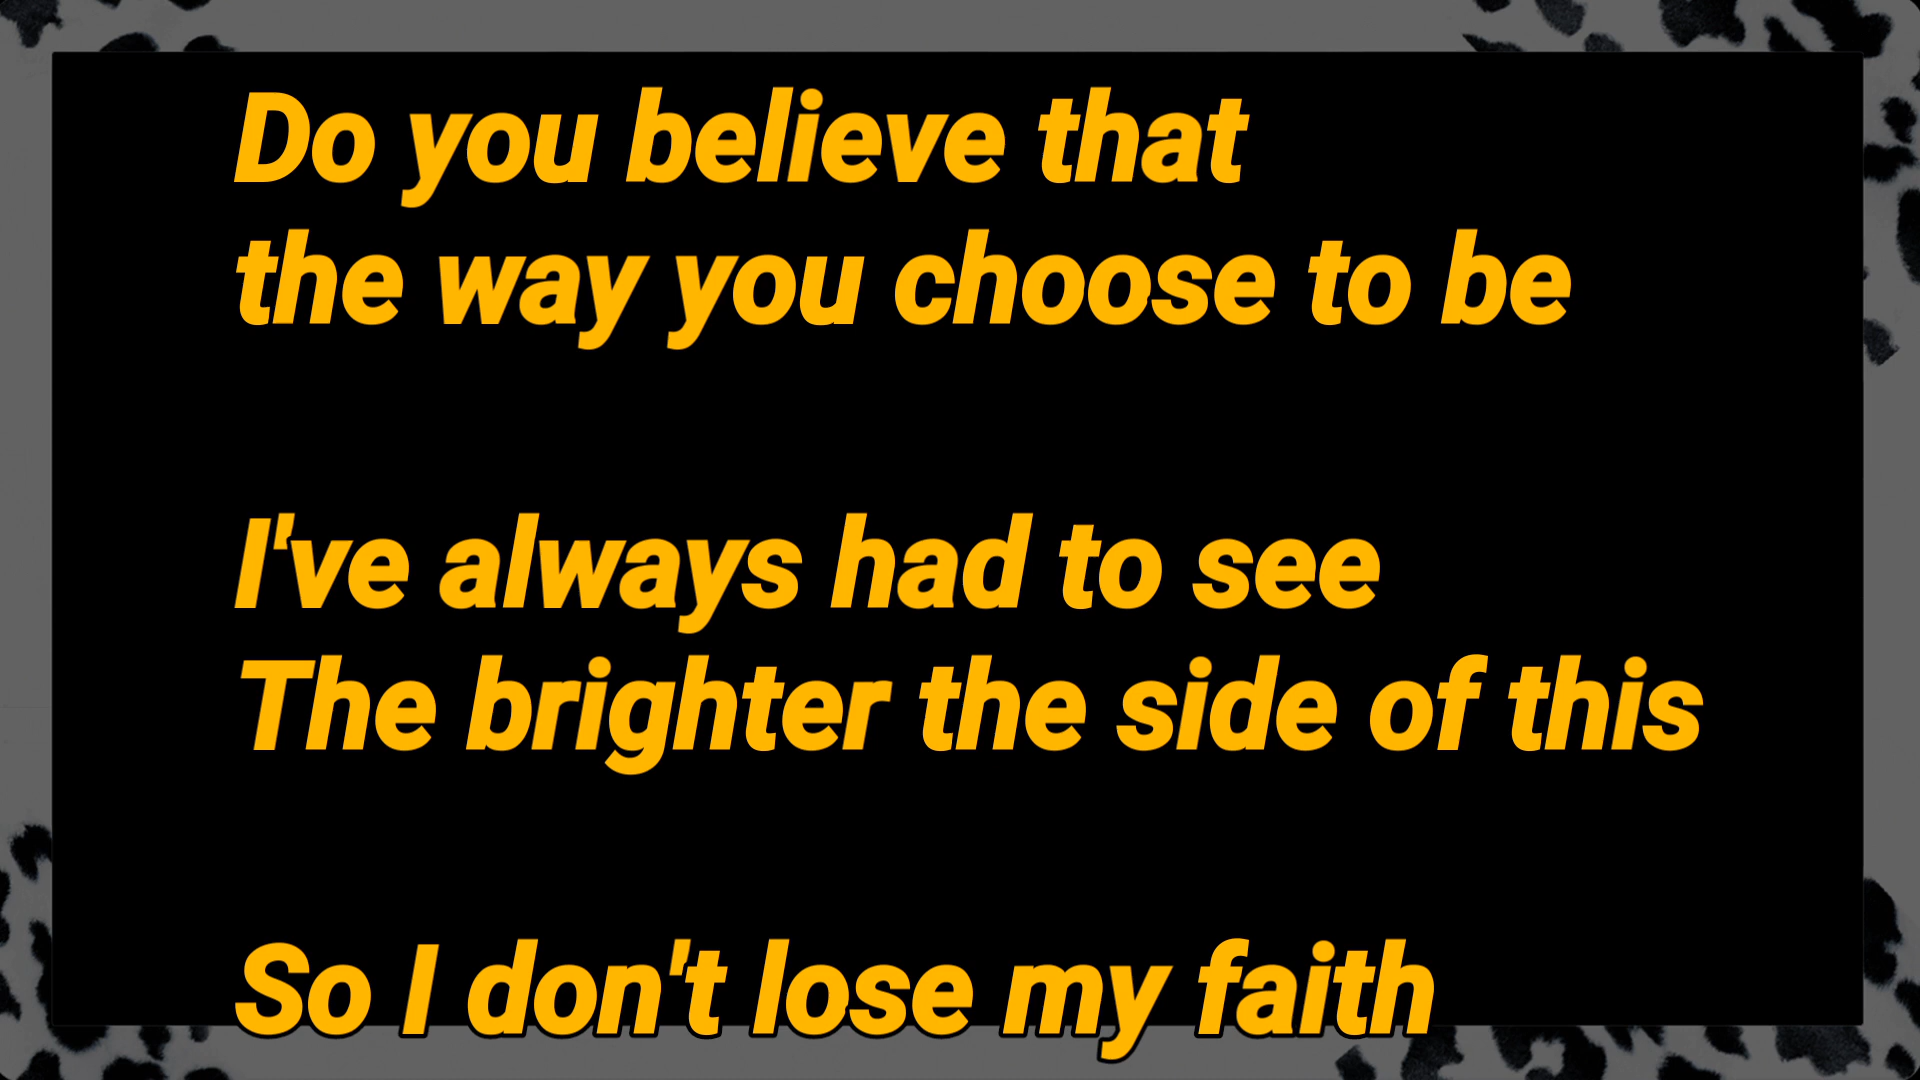 Do you believe that
the way you choose to be
I've always had to see
The brighter the side of this
So I don't lose my faith